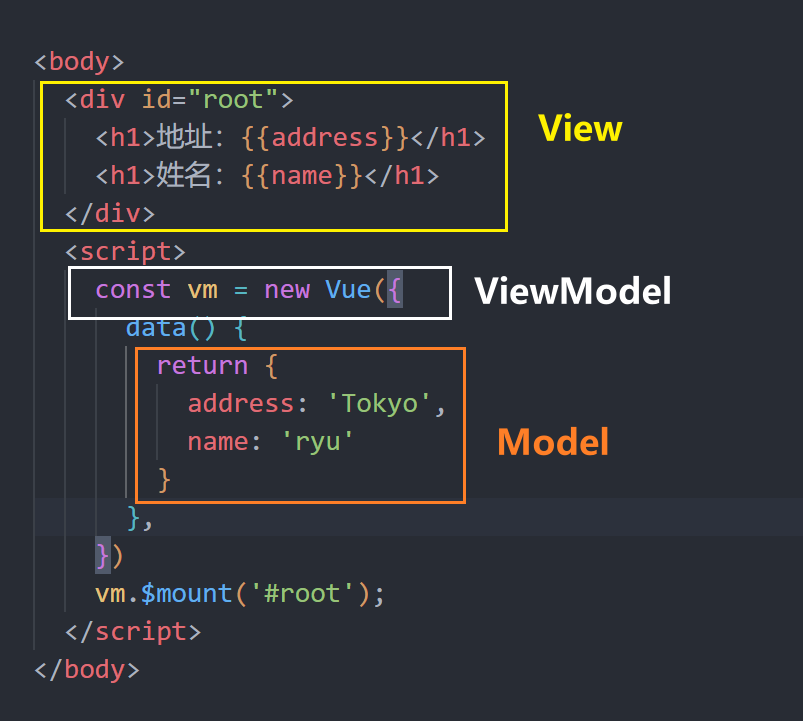 <body>
<div id="root">
<h1>地址：{{address}}</h1>
<h1>姓名：{{name}}</h1>
</div>
View
<script>
const vm = new Vue({
ViewModel
data() {
return {
address: 'Tokyo',
name: 'ryu'
}
Model
},
})
vm.$mount('#root');
</script>
</body>